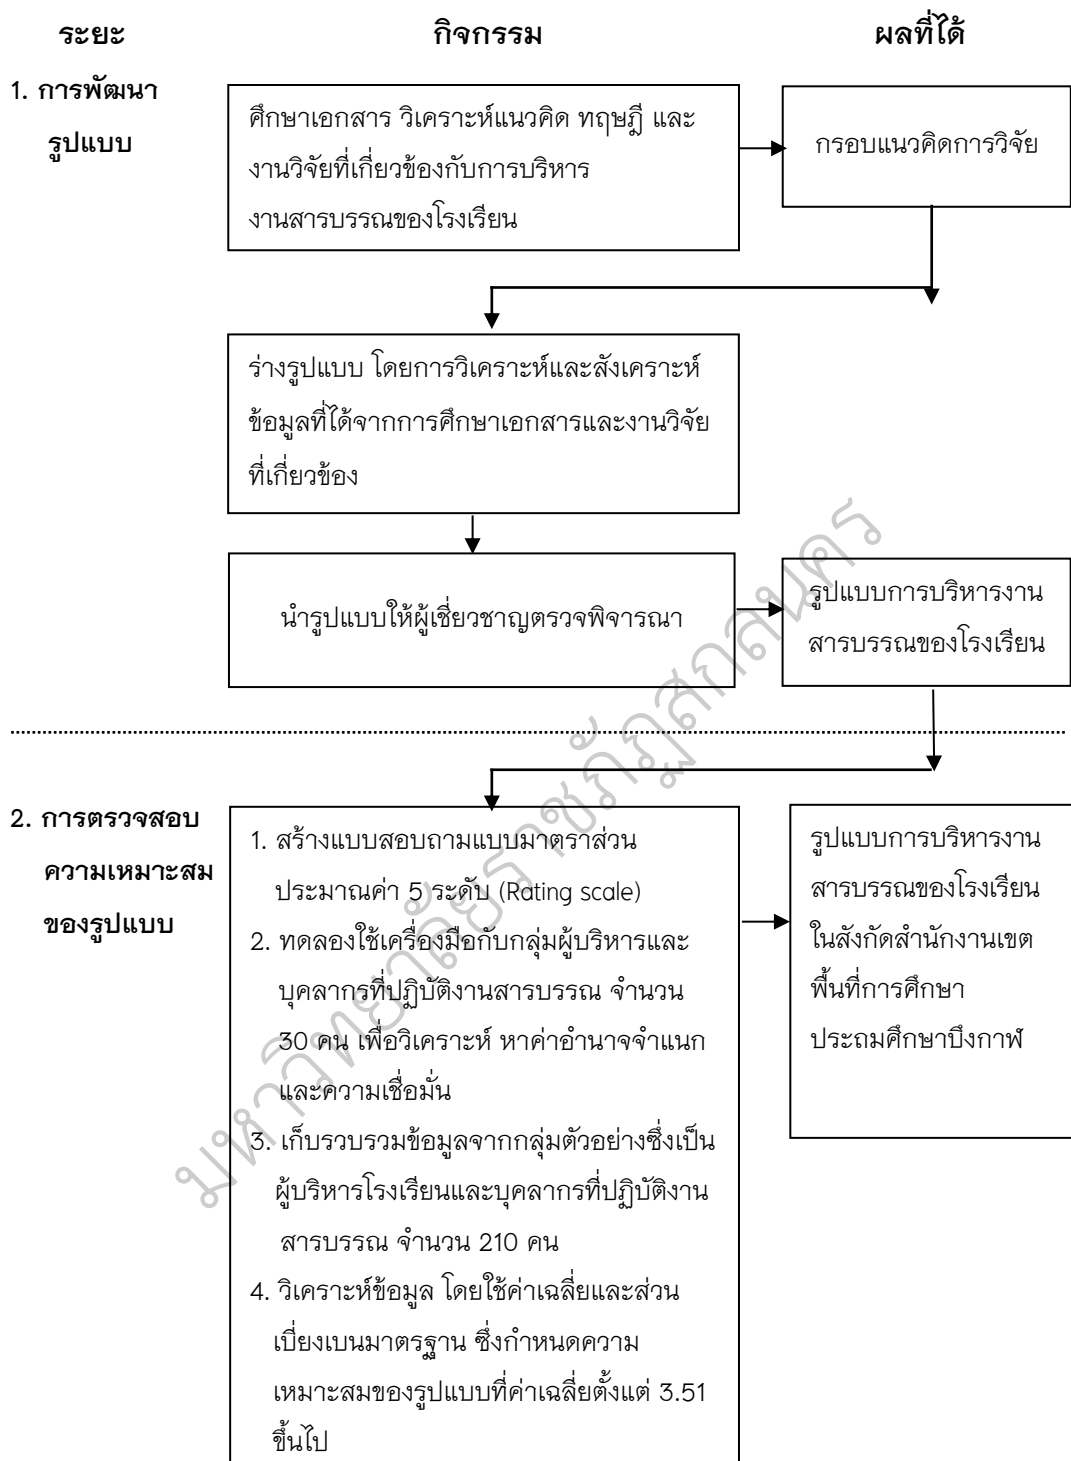 ระยะ กิจกรรม ผลที่ได้
1. การพัฒนา
รูปแบบ
ศึกษาเอกสาร วิเคราะห์แนวคิด ทฤษฎี และ
งานวิจัยที่เกี่ยวข้องกับการบริหาร
งานสารบรรณของโรงเรียน
กรอบแนวคิดการวิจัย
ร่างรูปแบบ โดยการวิเคราะห์และสังเคราะห์
ข้อมูลที่ได้จากการศึกษาเอกสารและงานวิจัย
ที่เกี่ยวข้อง
นำรูปแบบให้ผู้เชี่ยวชาญตรวจพิจารณา
รูปแบบการบริหารงาน
สารบรรณของโรงเรียน
2. การตรวจสอบ
ความเหมาะสม
ของรูปแบบ
1. สร้างแบบสอบถามแบบมาตราส่วน
ประมาณค่า 5 ระดับ (Rating scale)
2. ทดลองใช้เครื่องมือกับกลุ่มผู้บริหารและ
บุคลากรที่ปฏิบัติงานสารบรรณ จำนวน
30 คน เพื่อวิเคราะห์ หาค่าอำนาจจำแนก
และความเชื่อมั่น
3. เก็บรวบรวมข้อมูลจากกลุ่มตัวอย่างซึ่งเป็น
ผู้บริหารโรงเรียนและบุคลากรที่ปฏิบัติงาน
สารบรรณ จำนวน 210 คน
4. วิเคราะห์ข้อมูล โดยใช้ค่าเฉลี่ยและส่วน
เบี่ยงเบนมาตรฐาน ซึ่งกำหนดความ
เหมาะสมของรูปแบบที่ค่าเฉลี่ยตั้งแต่ 3.51
ขึ้นไป
รูปแบบการบริหารงาน
สารบรรณของโรงเรียน
ในสังกัดสำนักงานเขต
พื้นที่การศึกษา
ประถมศึกษาบึงกาฬ
มหาวิทยาลัยราชภัฏสกลนคร